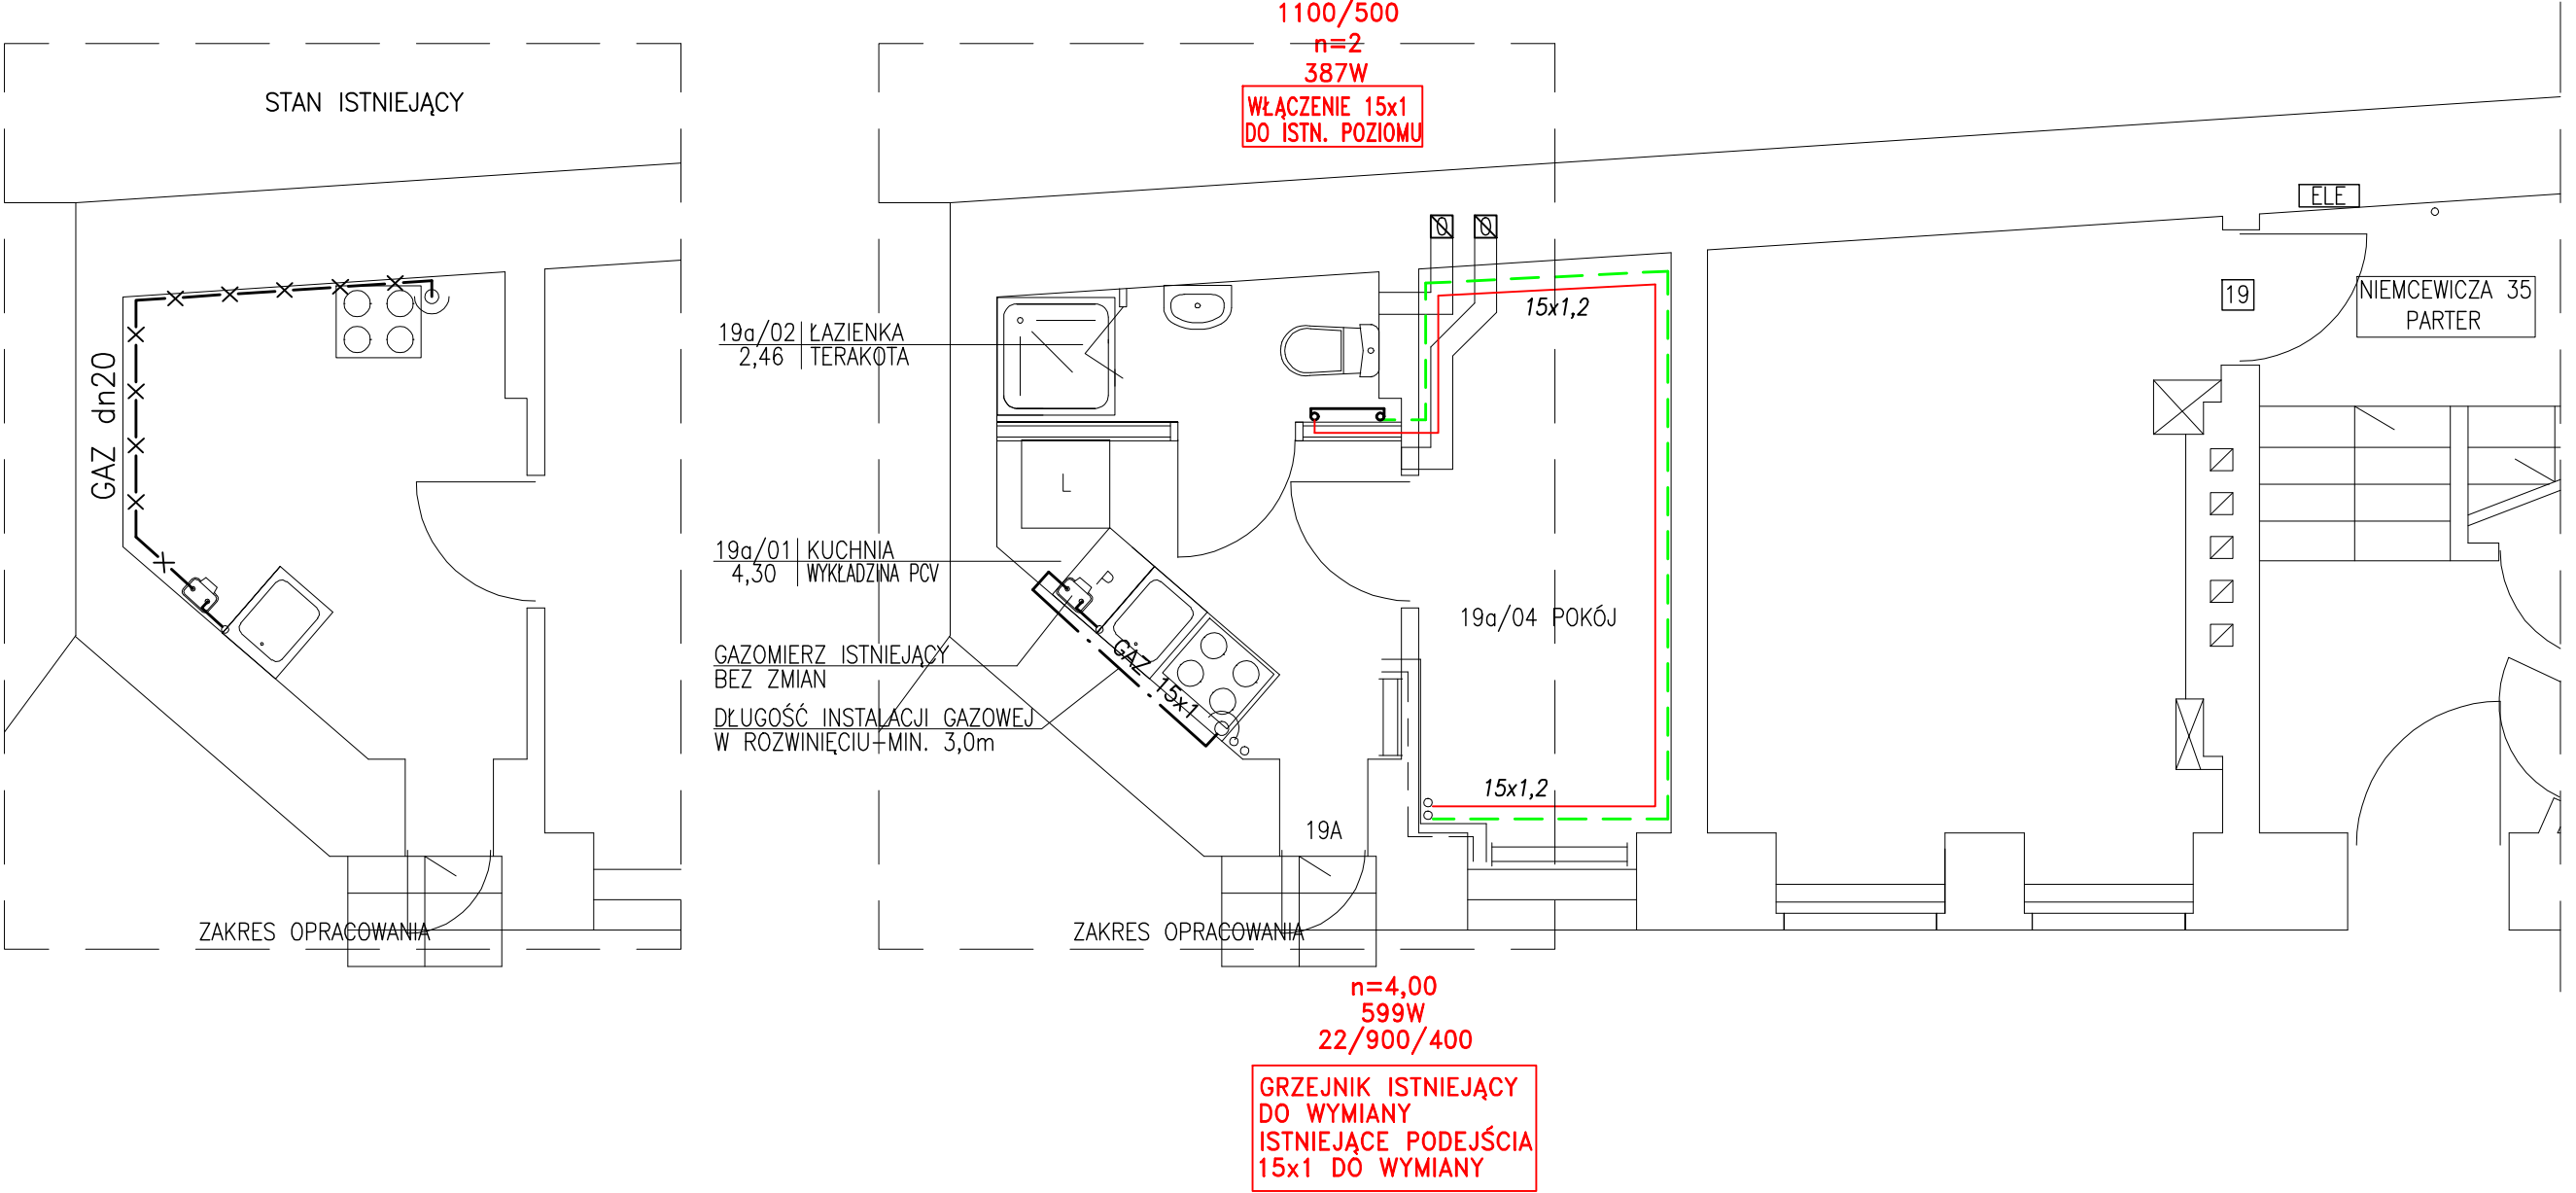 STAN ISTNIEJĄCY
GAZ dn20
ZAKRES OPRACOWANIA
1100/500
n=2
387W
WŁĄCZENIE 15x1
DO ISTN. POZIOMU
19a/02 ŁAZIENKA
2,46 TERAKOTA
L
19a/01 KUCHNIA
4,30 WYKŁADZINA PCV
P
GAZOMIERZ ISTNIEJĄCY
BEZ ZMIAN
DŁUGOŚĆ INSTALACJI GAZOWEJ
W ROZWINIĘCIU-MIN. 3,0m
GAZ 15x1
15x1,2
19a/04 POKÓJ
15x1,2
19A
ZAKRES OPRACOWANIA
ELE
19
NIEMCEWICZA 35
PARTER
n=4,00
599W
22/900/400
GRZEJNIK ISTNIEJĄCY
DO WYMIANY
ISTNIEJĄCE PODEJŚCIA
15x1 DO WYMIANY